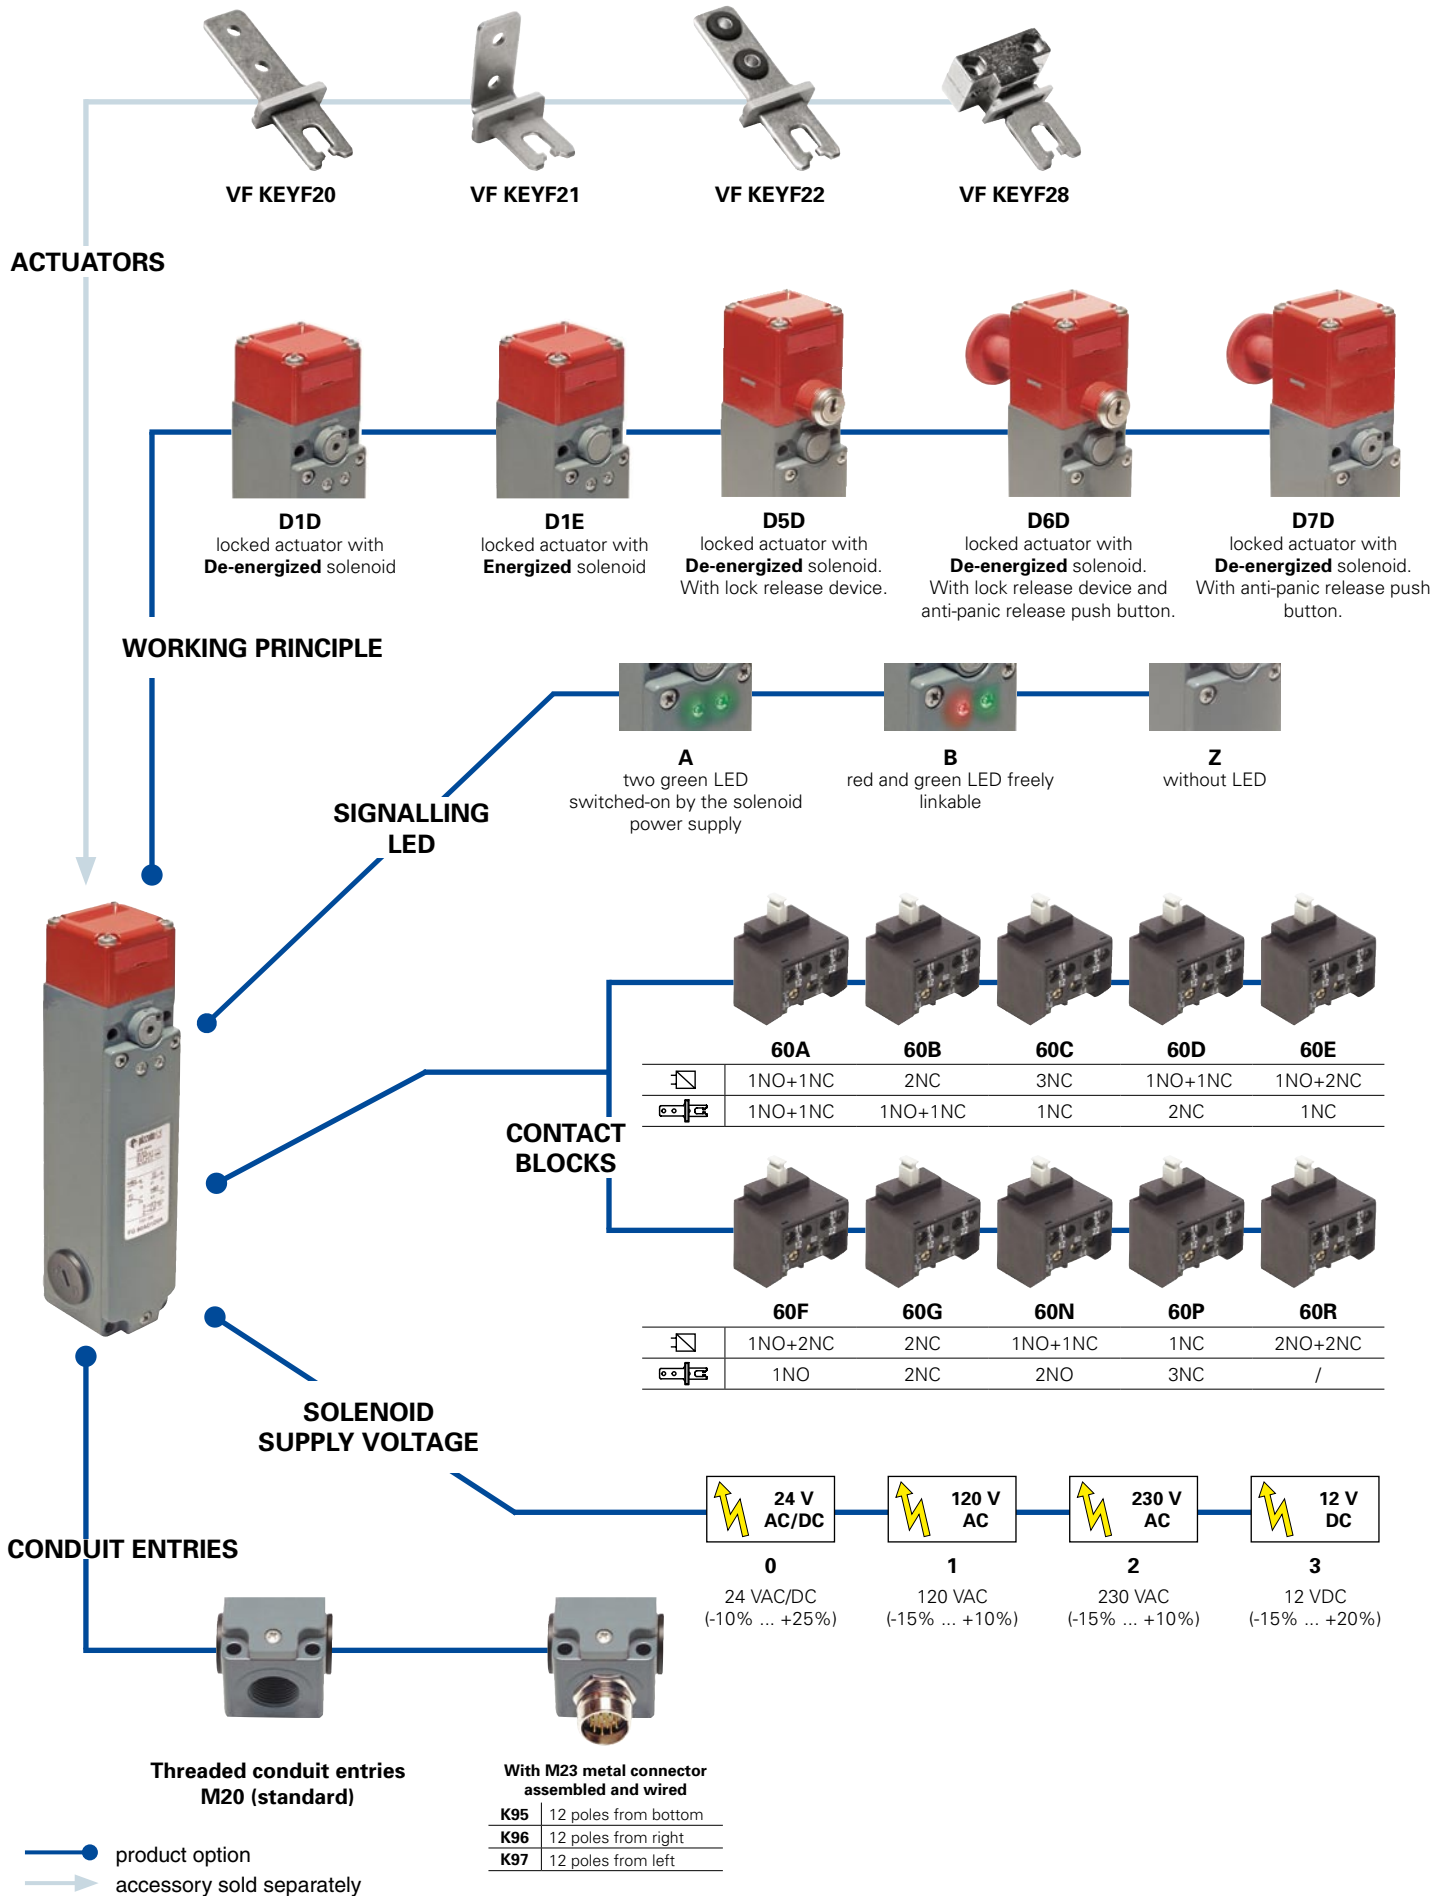 VF KEYF20
VF KEYF21
VF KEYF22
VF KEYF28
ACTUATORS
D1D
locked actuator with
De-energized solenoid
D1E
locked actuator with
Energized solenoid
D5D
locked actuator with
De-energized solenoid.
With lock release device.
D6D
locked actuator with
De-energized solenoid.
With lock release device and
anti-panic release push button.
D7D
locked actuator with
De-energized solenoid.
With anti-panic release push
button.
WORKING PRINCIPLE
A
two green LED
switched-on by the solenoid
power supply
B
red and green LED freely
linkable
Z
without LED
SIGNALLING
LED
60A 60B 60C 60D 60E
1NO+1NC 2NC 3NC 1NO+1NC 1NO+2NC
1NO+1NC 1NO+1NC 1NC 2NC 1NC
CONTACT
BLOCKS
60F 60G 60N 60P 60R
1NO+2NC 2NC 1NO+1NC 1NC 2NO+2NC
1NO 2NC 2NO 3NC /
SOLENOID
SUPPLY VOLTAGE
24 V
AC/DC
120 V
AC
230 V
AC
12 V
DC
0
24 VAC/DC
(-10% ... +25%)
1
120 VAC
(-15% ... +10%)
2
230 VAC
(-15% ... +10%)
3
12 VDC
(-15% ... +20%)
CONDUIT ENTRIES
Threaded conduit entries
M20 (standard)
With M23 metal connector
assembled and wired
K95 12 poles from bottom
K96 12 poles from right
K97 12 poles from left
product option
accessory sold separately